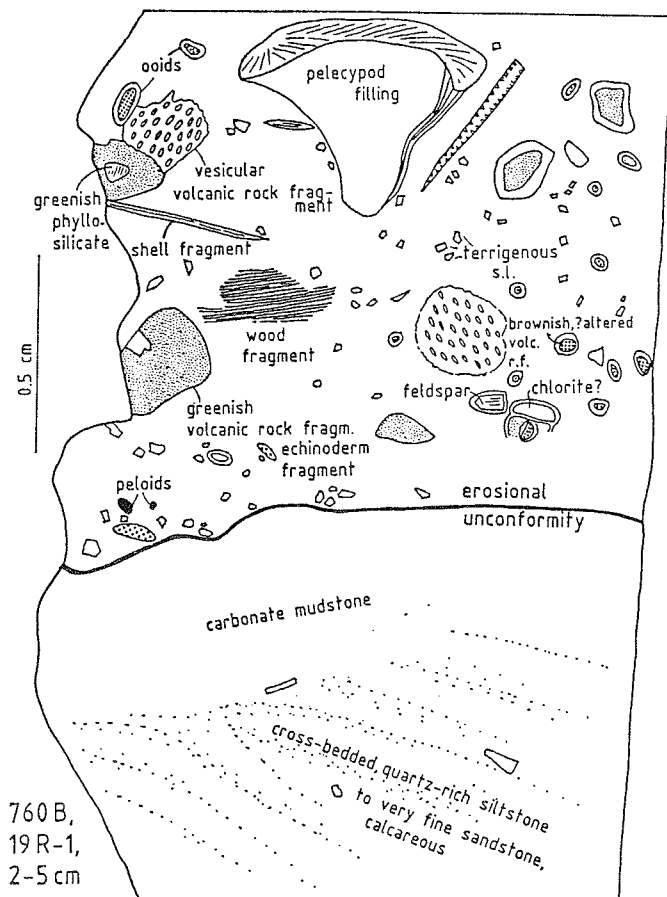 ooids
pelecypod
filling
vesicular
volcanic rock frag-
ment
greenish
phyllo-
silicate
shell fragment
terrigenous
s.l.
0.5 cm
wood
fragment
brownish,?altered
volc.
r.f.
feldspar
chlorite?
greenish
volcanic rock fragm.
echinoderm
fragment
peloids
erosional
unconformity
carbonate mudstone
cross-bedded, quartz-rich siltstone
to very fine sandstone,
calcareous
760 B,
19 R-1,
2-5 cm